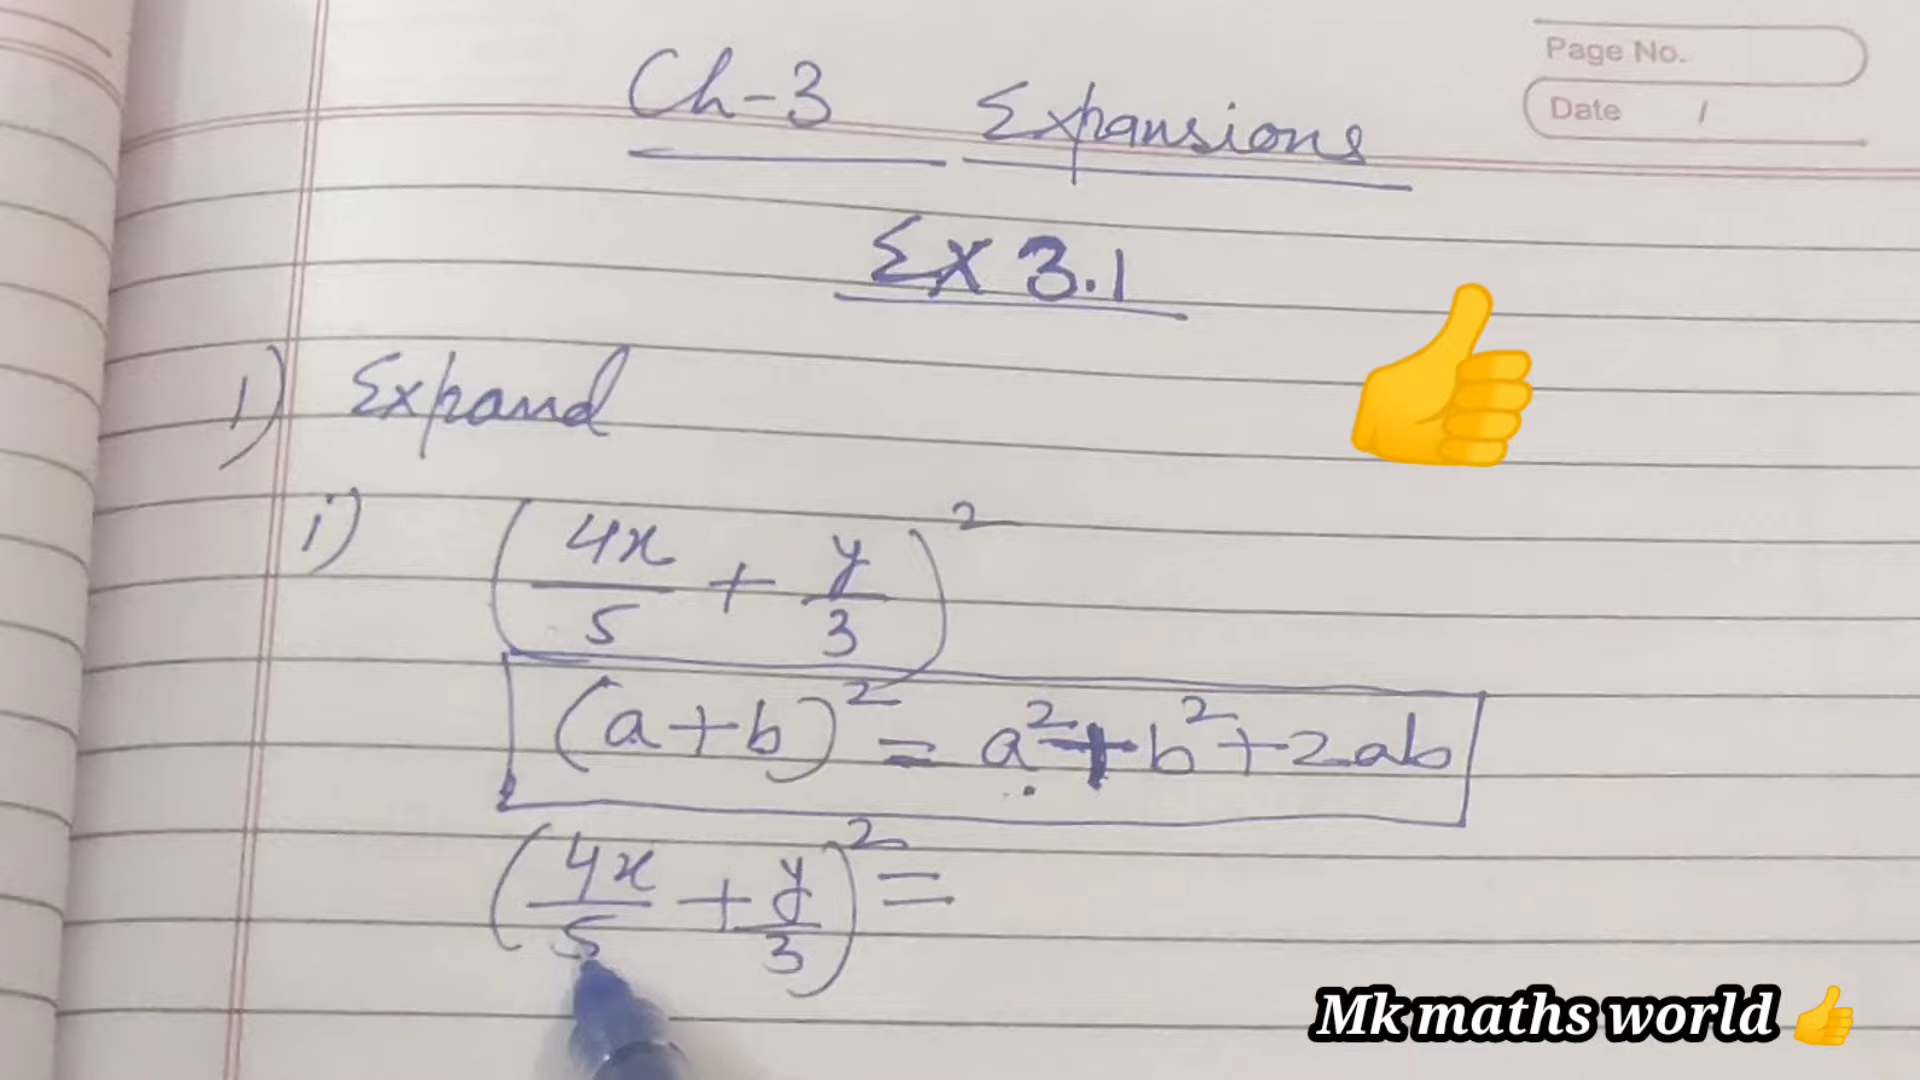 Page No.
Date /
Ch-3 Expansions
Ex 3.1
1) Expand
i) (4x/5 + y/3)²
(a+b)² = a²+b²+2ab
(4x/5 + y/3)² =
Mk maths world 👍